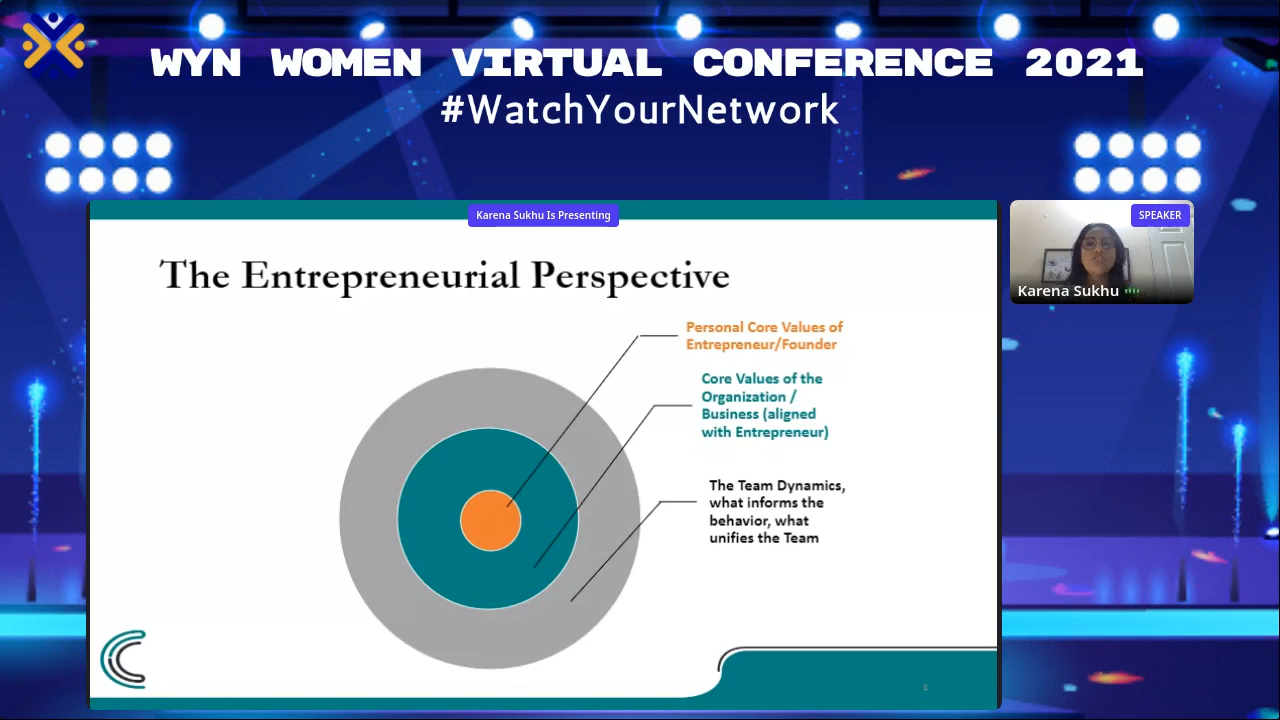 WYN WOMEN VIRTUAL CONFERENCE 2021
#WatchYourNetwork
Karena Sukhu Is Presenting
SPEAKER
Karena Sukhu
The Entrepreneurial Perspective
Personal Core Values of
Entrepreneur/Founder
Core Values of the
Organization /
Business (aligned
with Entrepreneur)
The Team Dynamics,
what informs the
behavior, what
unifies the Team
4